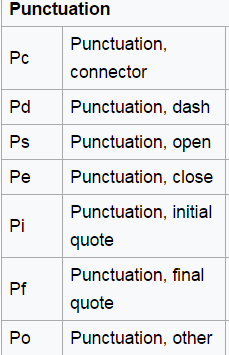 Punctuation
Pc Punctuation,
connector
Pd Punctuation, dash
Ps Punctuation, open
Pe Punctuation, close
Pi Punctuation, initial
quote
Pf Punctuation, final
quote
Po Punctuation, other